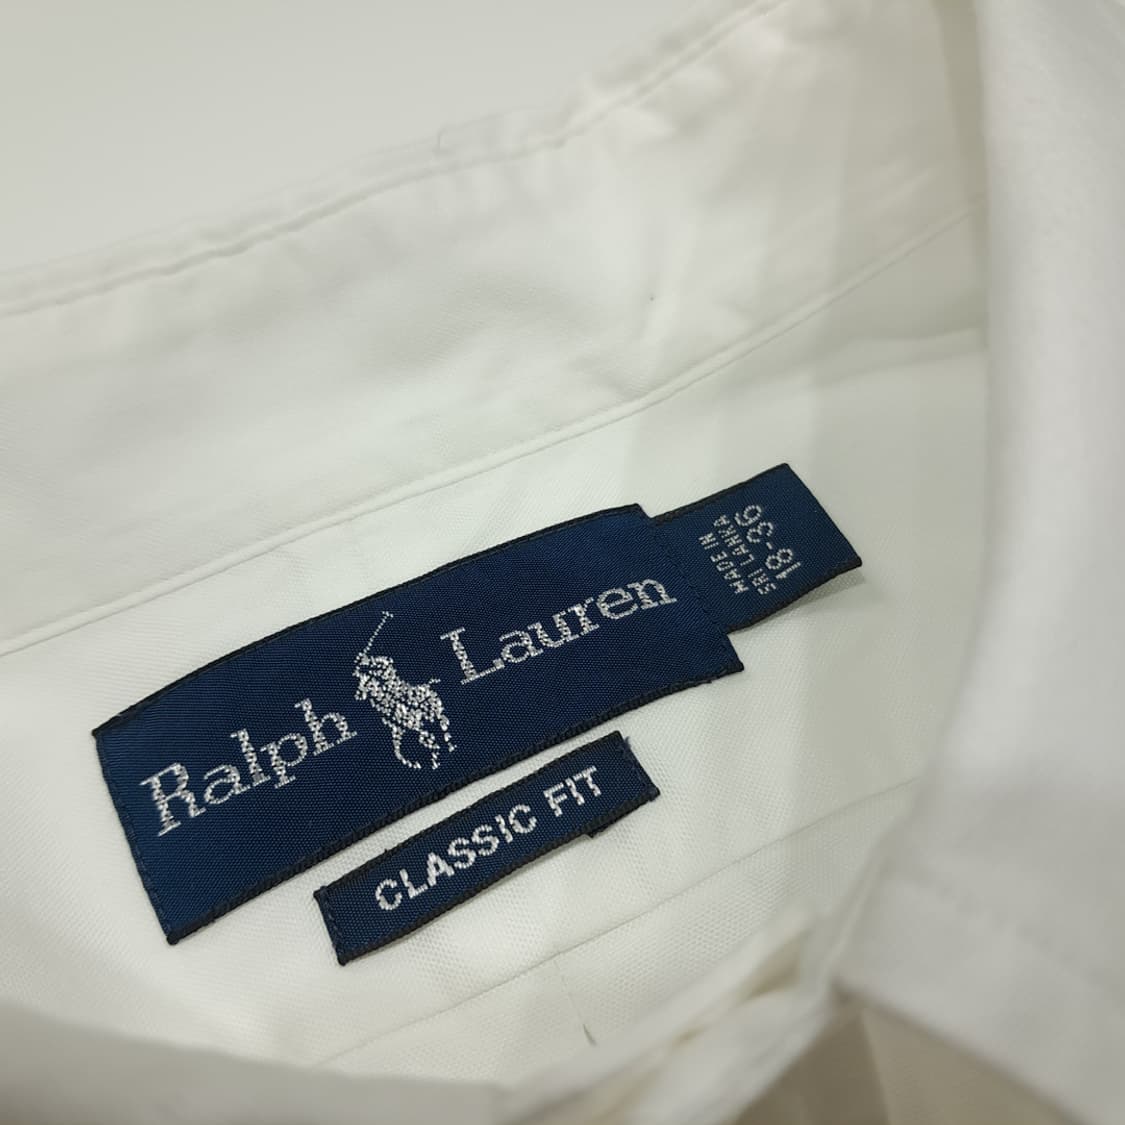 Ralph Lauren
MADE IN
SRI LANKA
18-36
CLASSIC FIT